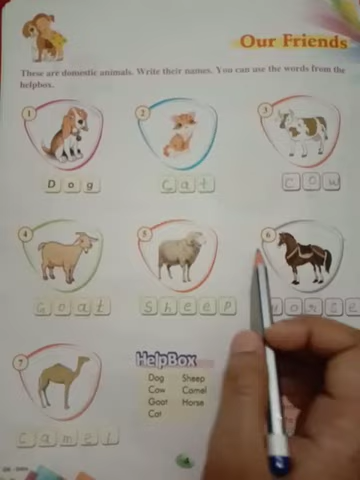 Our Friends
These are domestic animals. Write their names. You can use the words from the
helpbox.
1 2 3
Dog Cat Cow
4 5 6
Goat Sheep Horse
7
HelpBox
Dog Sheep
Cow Camel
Goat Horse
Cat
Camel
4